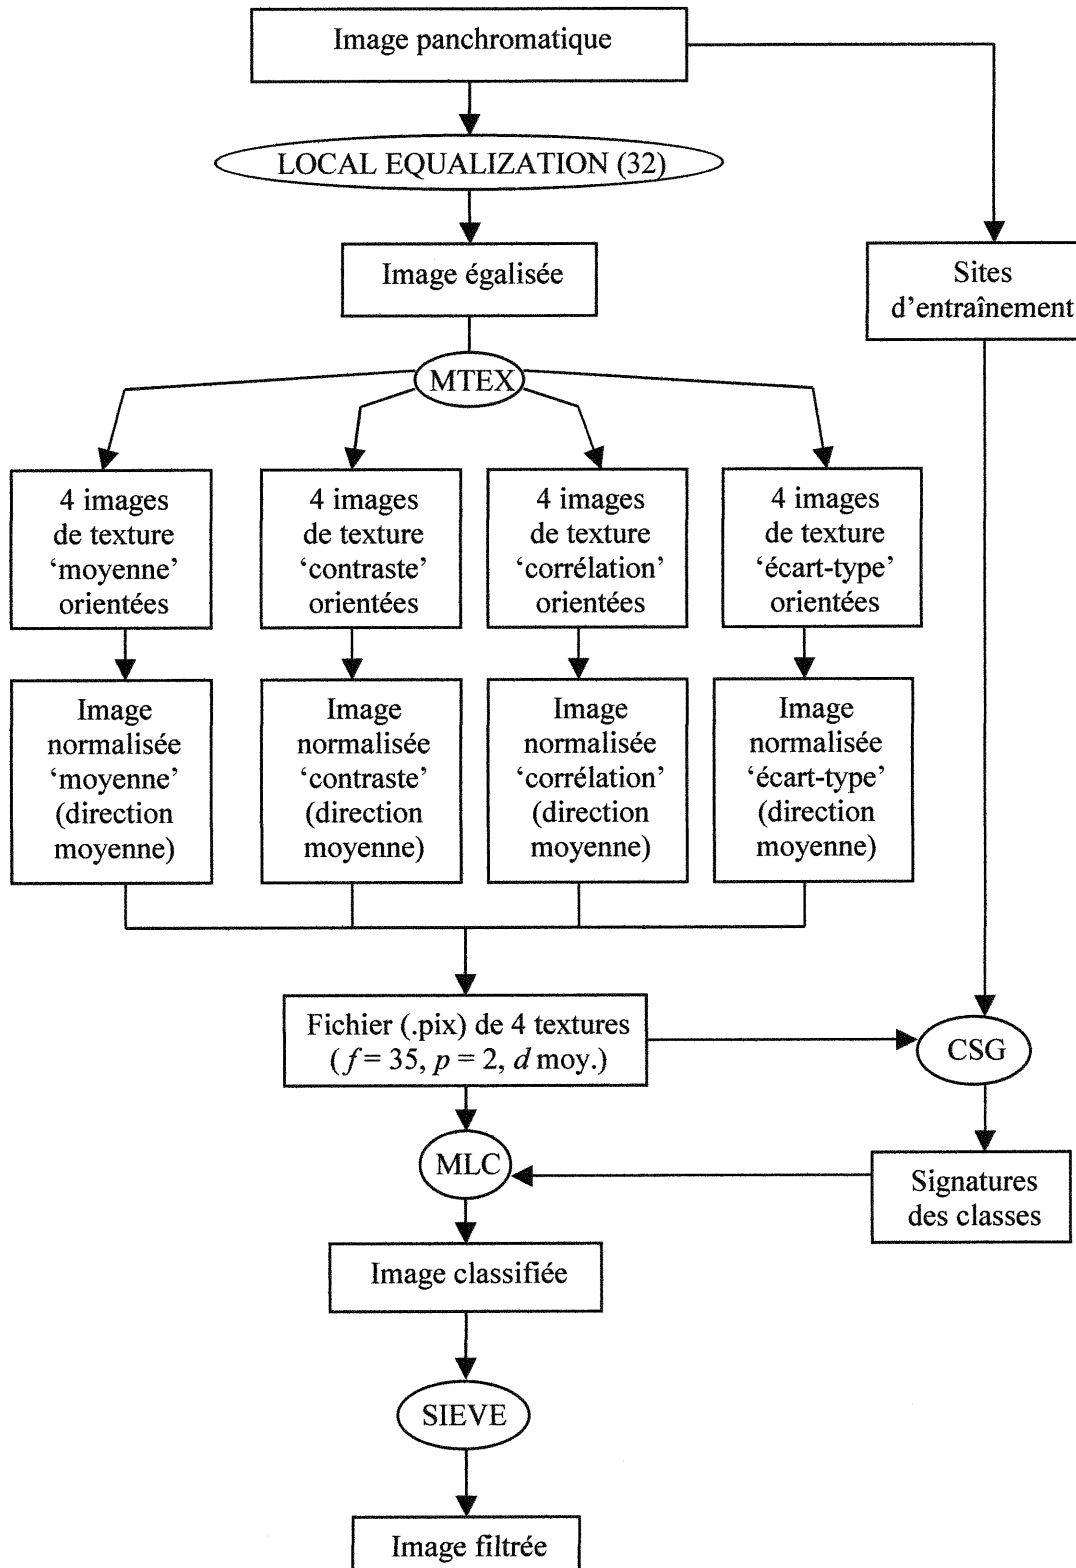 Image panchromatique
LOCAL EQUALIZATION (32)
Image égalisée
Sites
d’entraînement
MTEX
4 images
de texture
‘moyenne’
orientées
4 images
de texture
‘contraste’
orientées
4 images
de texture
‘corrélation’
orientées
4 images
de texture
‘écart-type’
orientées
Image
normalisée
‘moyenne’
(direction
moyenne)
Image
normalisée
‘contraste’
(direction
moyenne)
Image
normalisée
‘corrélation’
(direction
moyenne)
Image
normalisée
‘écart-type’
(direction
moyenne)
Fichier (.pix) de 4 textures
( f = 35, p = 2, d moy.)
CSG
MLC
Signatures
des classes
Image classifiée
SIEVE
Image filtrée